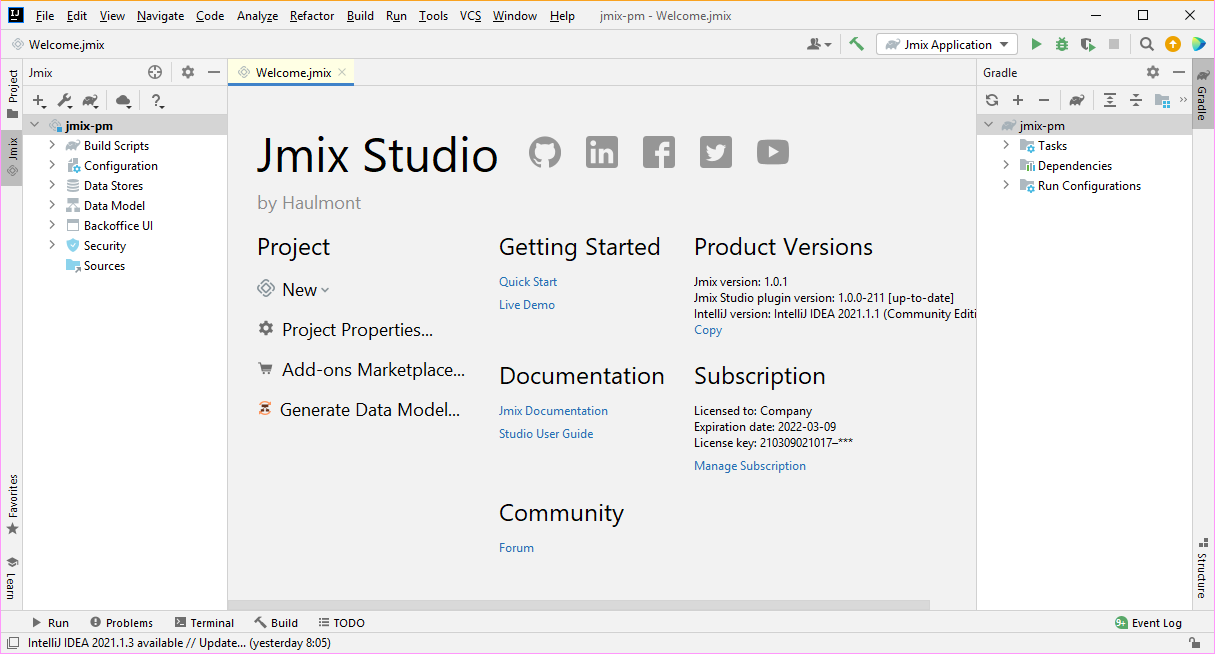 File Edit View Navigate Code Analyze Refactor Build Run Tools VCS Window Help jmix-pm - Welcome.jmix
Welcome.jmix
Jmix Application
Project
Jmix
Favorites
Learn
Jmix
jmix-pm
Build Scripts
Configuration
Data Stores
Data Model
Backoffice UI
Security
Sources
Welcome.jmix
Jmix Studio
by Haulmont
Project
New
Project Properties...
Add-ons Marketplace...
Generate Data Model...
Getting Started
Quick Start
Live Demo
Documentation
Jmix Documentation
Studio User Guide
Community
Forum
Product Versions
Jmix version: 1.0.1
Jmix Studio plugin version: 1.0.0-211 [up-to-date]
IntelliJ version: IntelliJ IDEA 2021.1.1 (Community Editi
Copy
Subscription
Licensed to: Company
Expiration date: 2022-03-09
License key: 210309021017–***
Manage Subscription
Gradle
jmix-pm
Tasks
Dependencies
Run Configurations
Gradle
Structure
Run Problems Terminal Build TODO 9+ Event Log
IntelliJ IDEA 2021.1.3 available // Update... (yesterday 8:05)